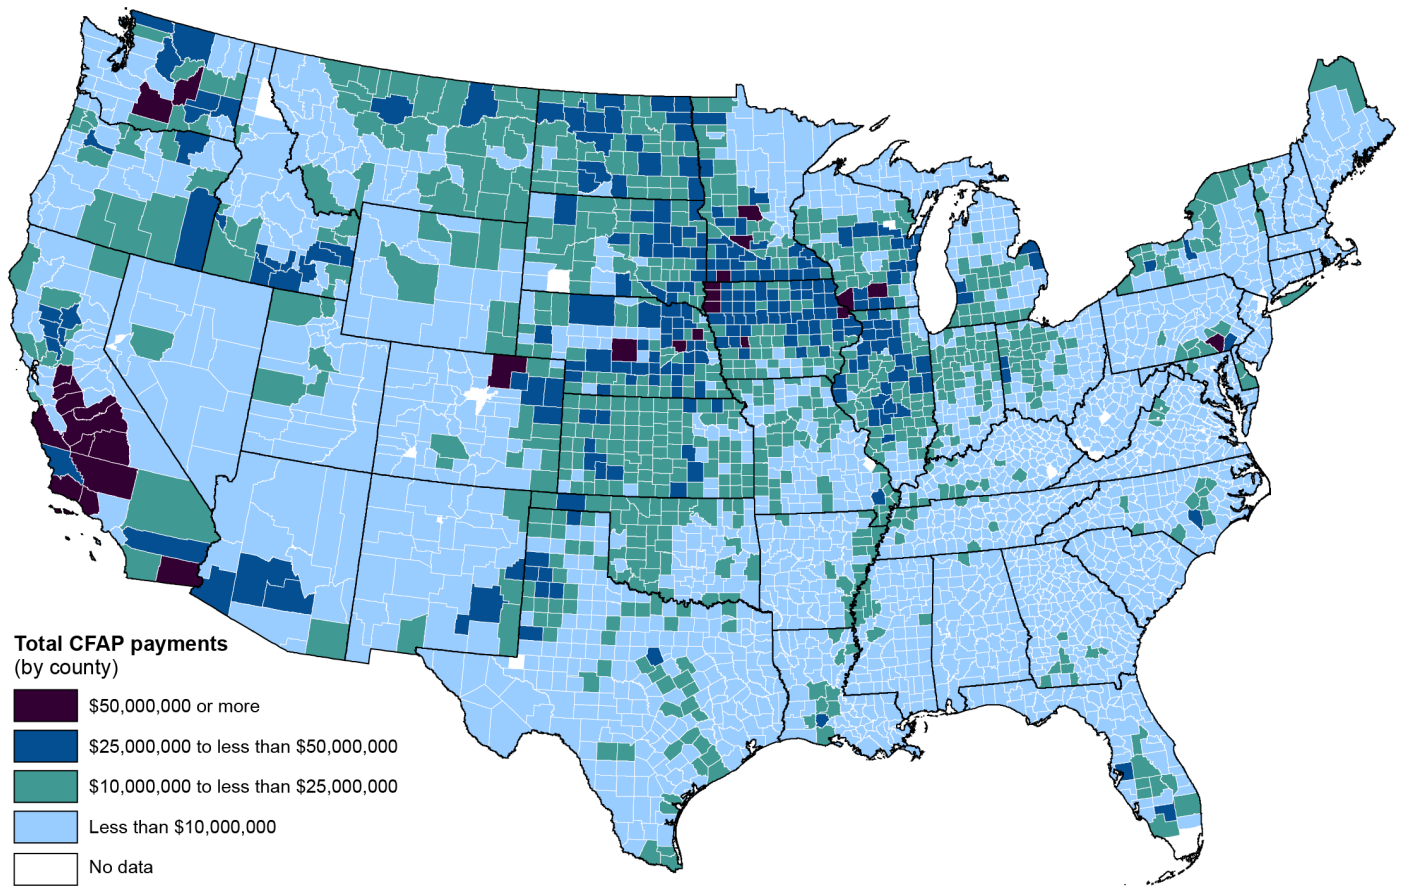 Total CFAP payments
(by county)
$50,000,000 or more
$25,000,000 to less than $50,000,000
$10,000,000 to less than $25,000,000
Less than $10,000,000
No data